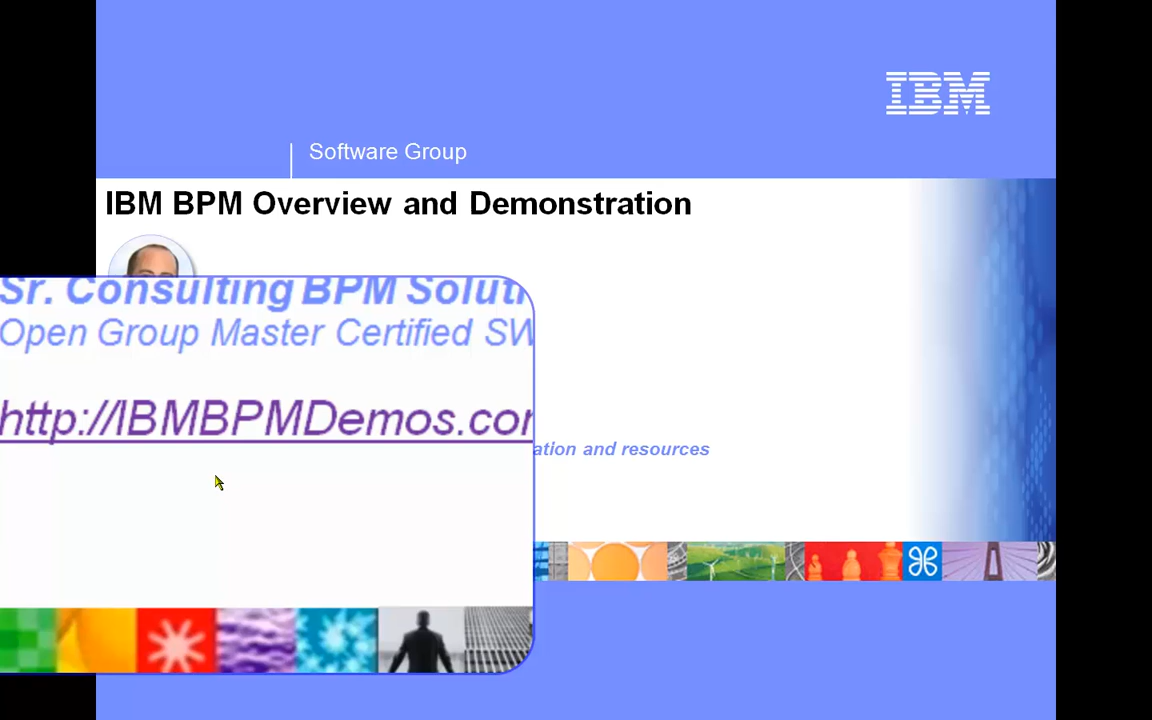 IBM
Software Group
IBM BPM Overview and Demonstration
Sr. Consulting BPM
Open Group Master Certified
ation and resources